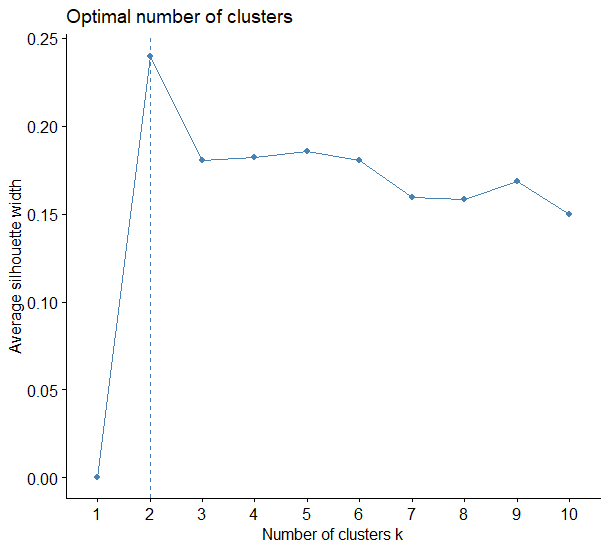 Optimal number of clusters
0.25
0.20
0.15
0.10
0.05
0.00
Average silhouette width
1 2 3 4 5 6 7 8 9 10
Number of clusters k